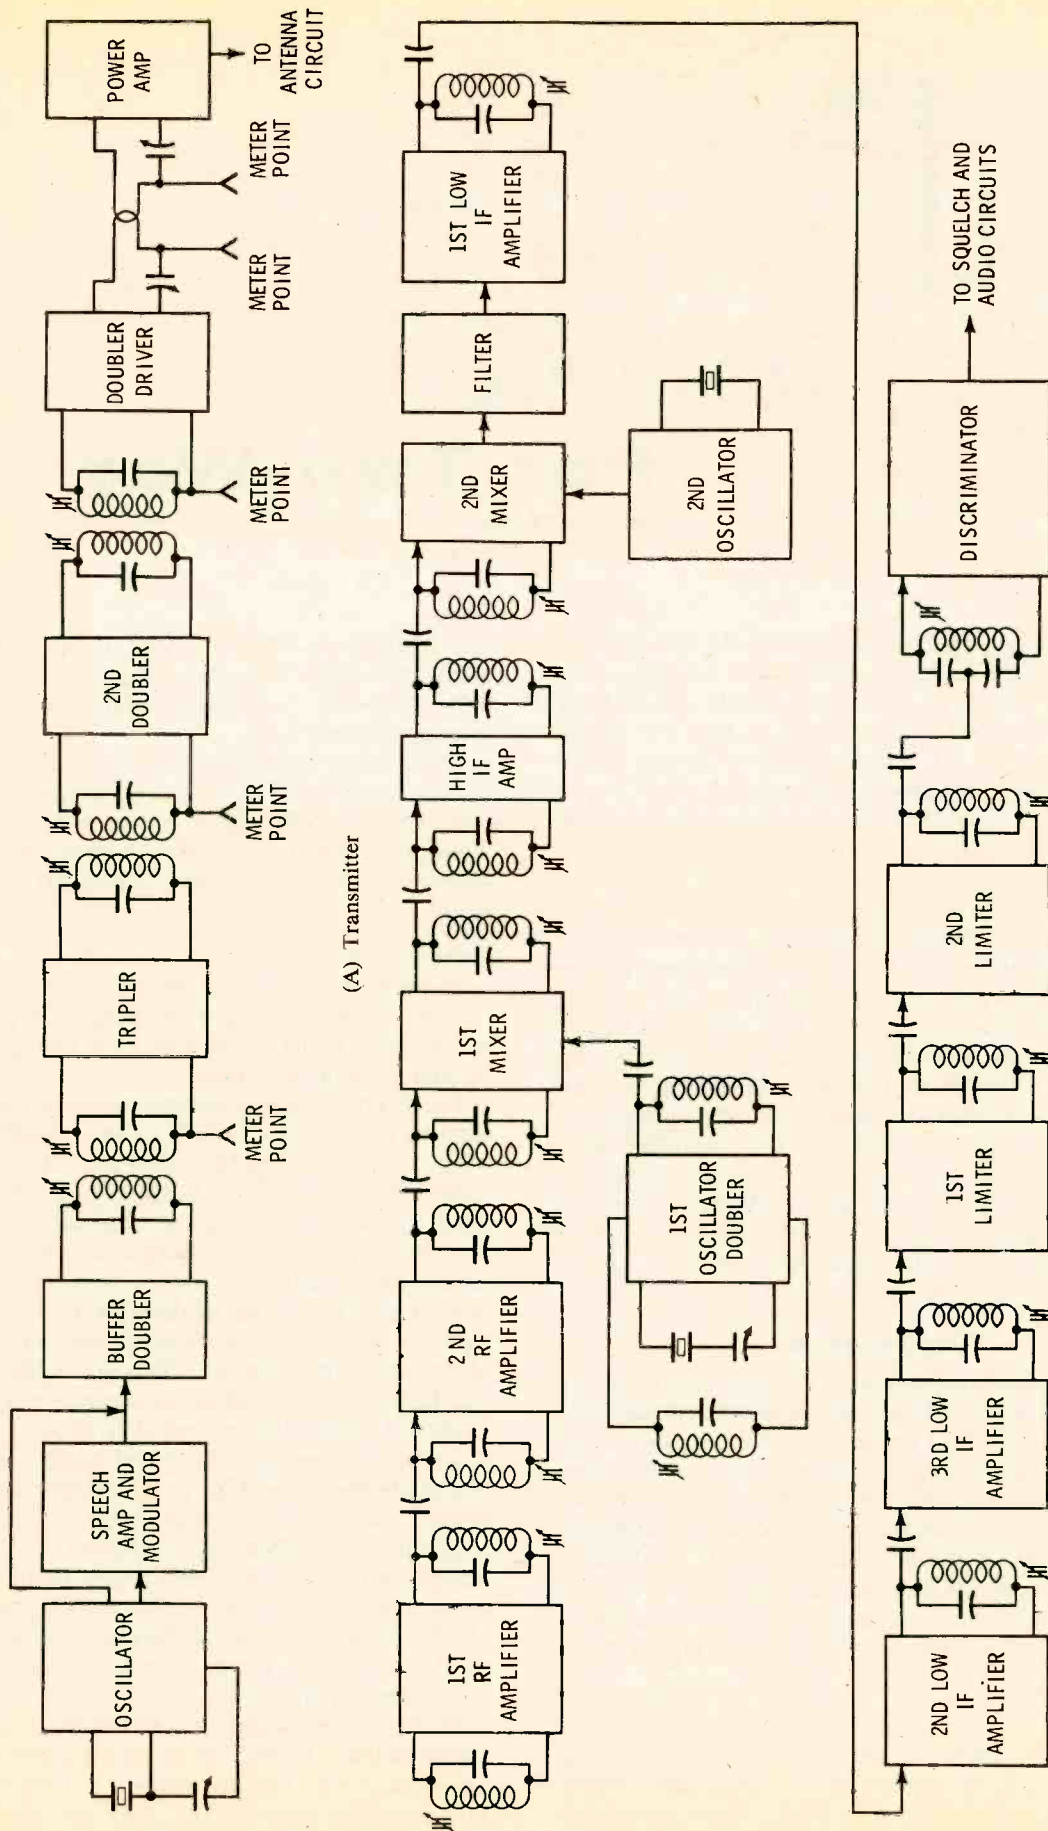 OSCILLATOR
SPEECH
AMP AND
MODULATOR
BUFFER
DOUBLER
TRIPLER
2ND
DOUBLER
DOUBLER
DRIVER
POWER
AMP
METER
POINT
METER
POINT
METER
POINT
METER
POINT
METER
POINT
TO
ANTENNA
CIRCUIT
(A) Transmitter
1ST
RF
AMPLIFIER
2ND
RF
AMPLIFIER
1ST
MIXER
HIGH
IF
AMP
2ND
MIXER
FILTER
1ST LOW
IF
AMPLIFIER
1ST
OSCILLATOR
DOUBLER
2ND
OSCILLATOR
2ND LOW
IF
AMPLIFIER
3RD LOW
IF
AMPLIFIER
1ST
LIMITER
2ND
LIMITER
DISCRIMINATOR
TO SQUELCH AND
AUDIO CIRCUITS